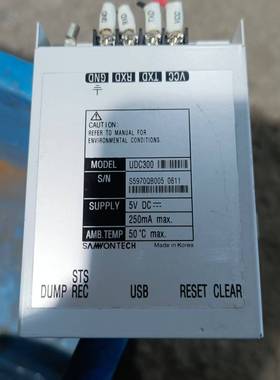 VCC TXD RXD GND
CAUTION:
REFER TO MANUAL FOR
ENVIRONMENTAL CONDITIONS.
MODEL UDC300
S/N S5970QB005 0611
SUPPLY 5V DC
250mA max.
AMB.TEMP 50°C max.
SAMWONTECH Made in Korea
STS
DUMP REC USB RESET CLEAR